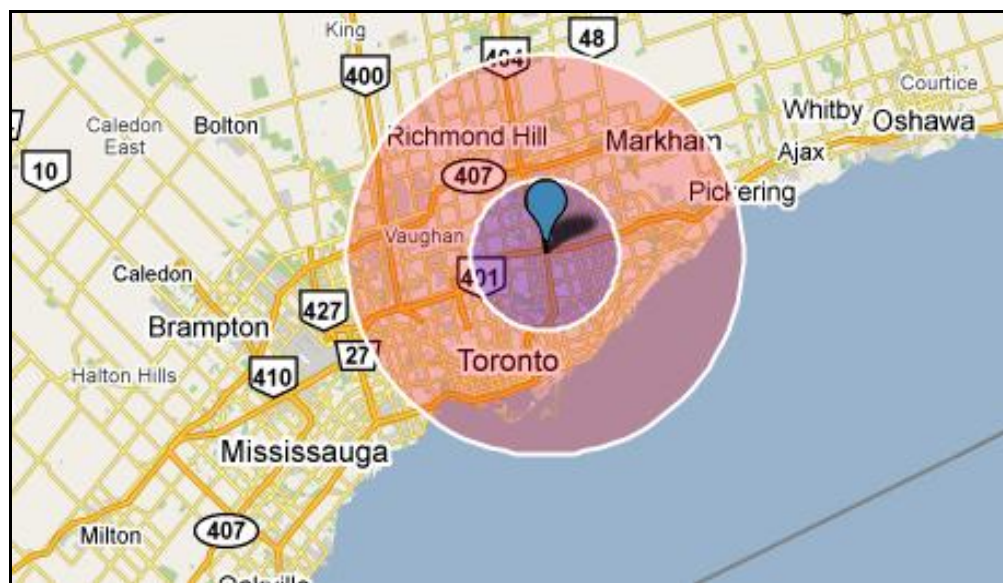 King
48
404
400
Courtice
Whitby
Oshawa
Caledon
East
Bolton
Richmond Hill
Markham
Ajax
10
407
Pickering
Vaughan
Caledon
401
427
Brampton
Toronto
27
Halton Hills
410
Mississauga
407
Milton
Oakville